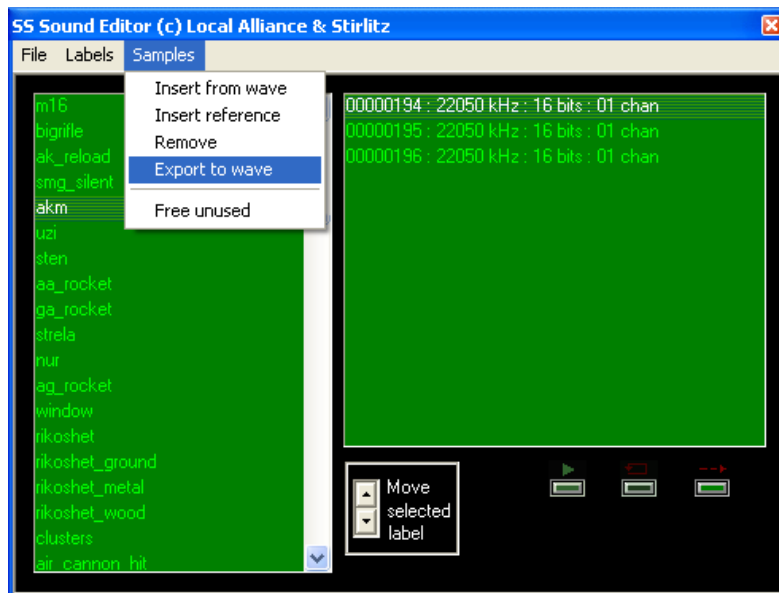 SS Sound Editor (c) Local Alliance & Stirlitz
File Labels Samples
Insert from wave
Insert reference
Remove
Export to wave
Free unused
m16
bigrifle
ak_reload
smg_silent
akm
uzi
sten
aa_rocket
ga_rocket
strela
nur
ag_rocket
window
rikoshet
rikoshet_ground
rikoshet_metal
rikoshet_wood
clusters
air_cannon_hit
00000194 : 22050 kHz : 16 bits : 01 chan
00000195 : 22050 kHz : 16 bits : 01 chan
00000196 : 22050 kHz : 16 bits : 01 chan
Move
selected
label